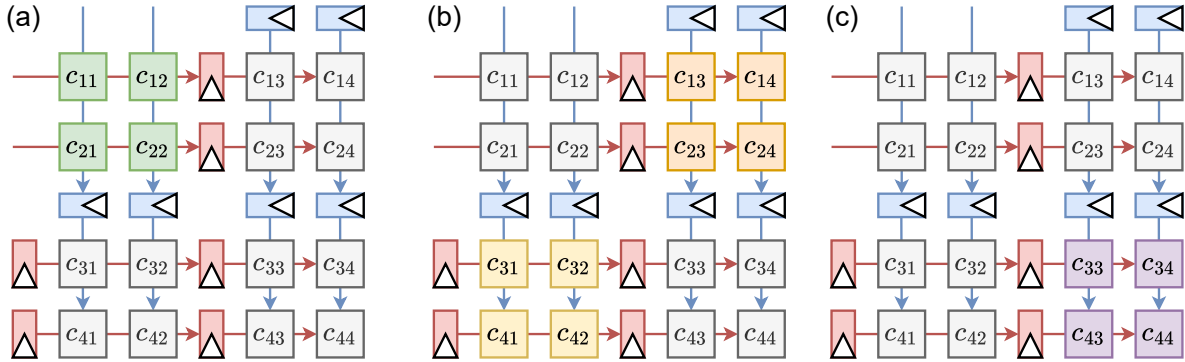 (a) (b) (c)
c11 c12 c13 c14 c11 c12 c13 c14 c11 c12 c13 c14
c21 c22 c23 c24 c21 c22 c23 c24 c21 c22 c23 c24
c31 c32 c33 c34 c31 c32 c33 c34 c31 c32 c33 c34
c41 c42 c43 c44 c41 c42 c43 c44 c41 c42 c43 c44